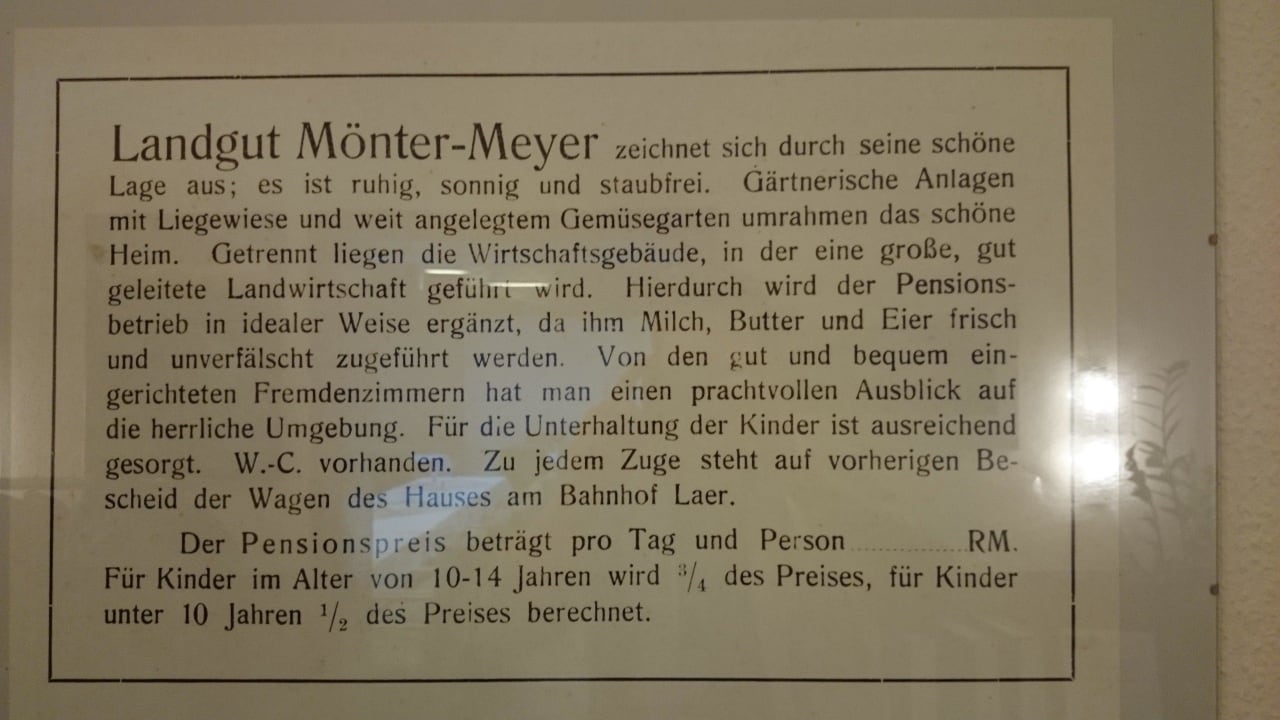 Landgut Mönter-Meyer zeichnet sich durch seine schöne
Lage aus; es ist ruhig, sonnig und staubfrei. Gärtnerische Anlagen
mit Liegewiese und weit angelegtem Gemüsegarten umrahmen das schöne
Heim. Getrennt liegen die Wirtschaftsgebäude, in der eine große, gut
geleitete Landwirtschaft geführt wird. Hierdurch wird der Pensions-
betrieb in idealer Weise ergänzt, da ihm Milch, Butter und Eier frisch
und unverfälscht zugeführt werden. Von den gut und bequem ein-
gerichteten Fremdenzimmern hat man einen prachtvollen Ausblick auf
die herrliche Umgebung. Für die Unterhaltung der Kinder ist ausreichend
gesorgt. W.-C. vorhanden. Zu jedem Zuge steht auf vorherigen Be-
scheid der Wagen des Hauses am Bahnhof Laer.
Der Pensionspreis beträgt pro Tag und Person ............... RM.
Für Kinder im Alter von 10-14 Jahren wird 3/4 des Preises, für Kinder
unter 10 Jahren 1/2 des Preises berechnet.